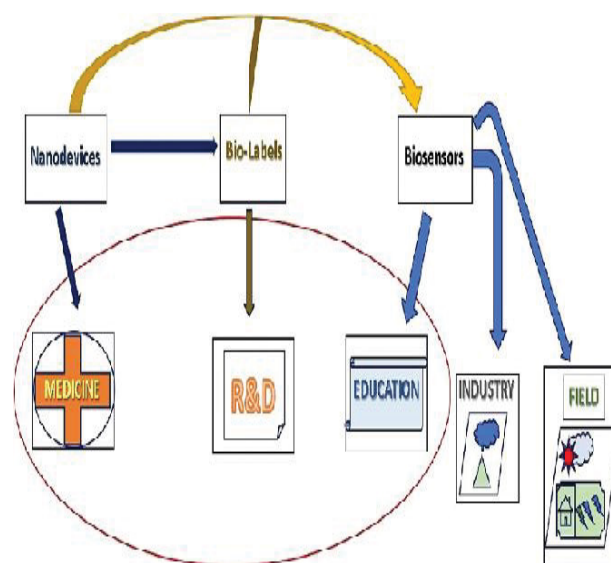 Nanodevices
Bio-Labels
Biosensors
MEDICINE
R&D
EDUCATION
INDUSTRY
FIELD